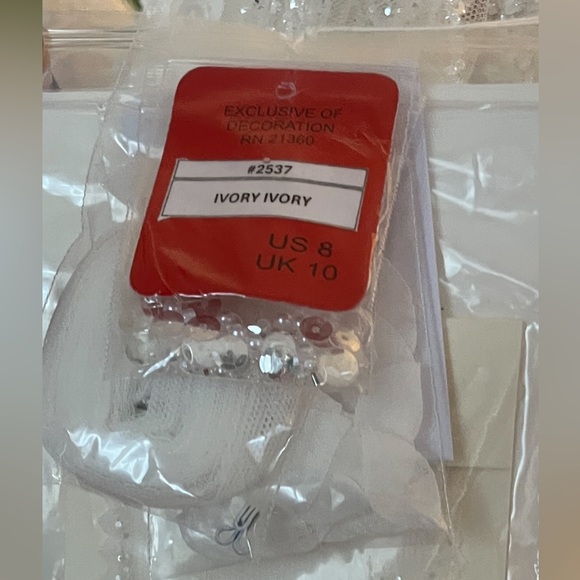 EXCLUSIVE OF
DECORATION
RN 21360
#2537
IVORY IVORY
US 8
UK 10